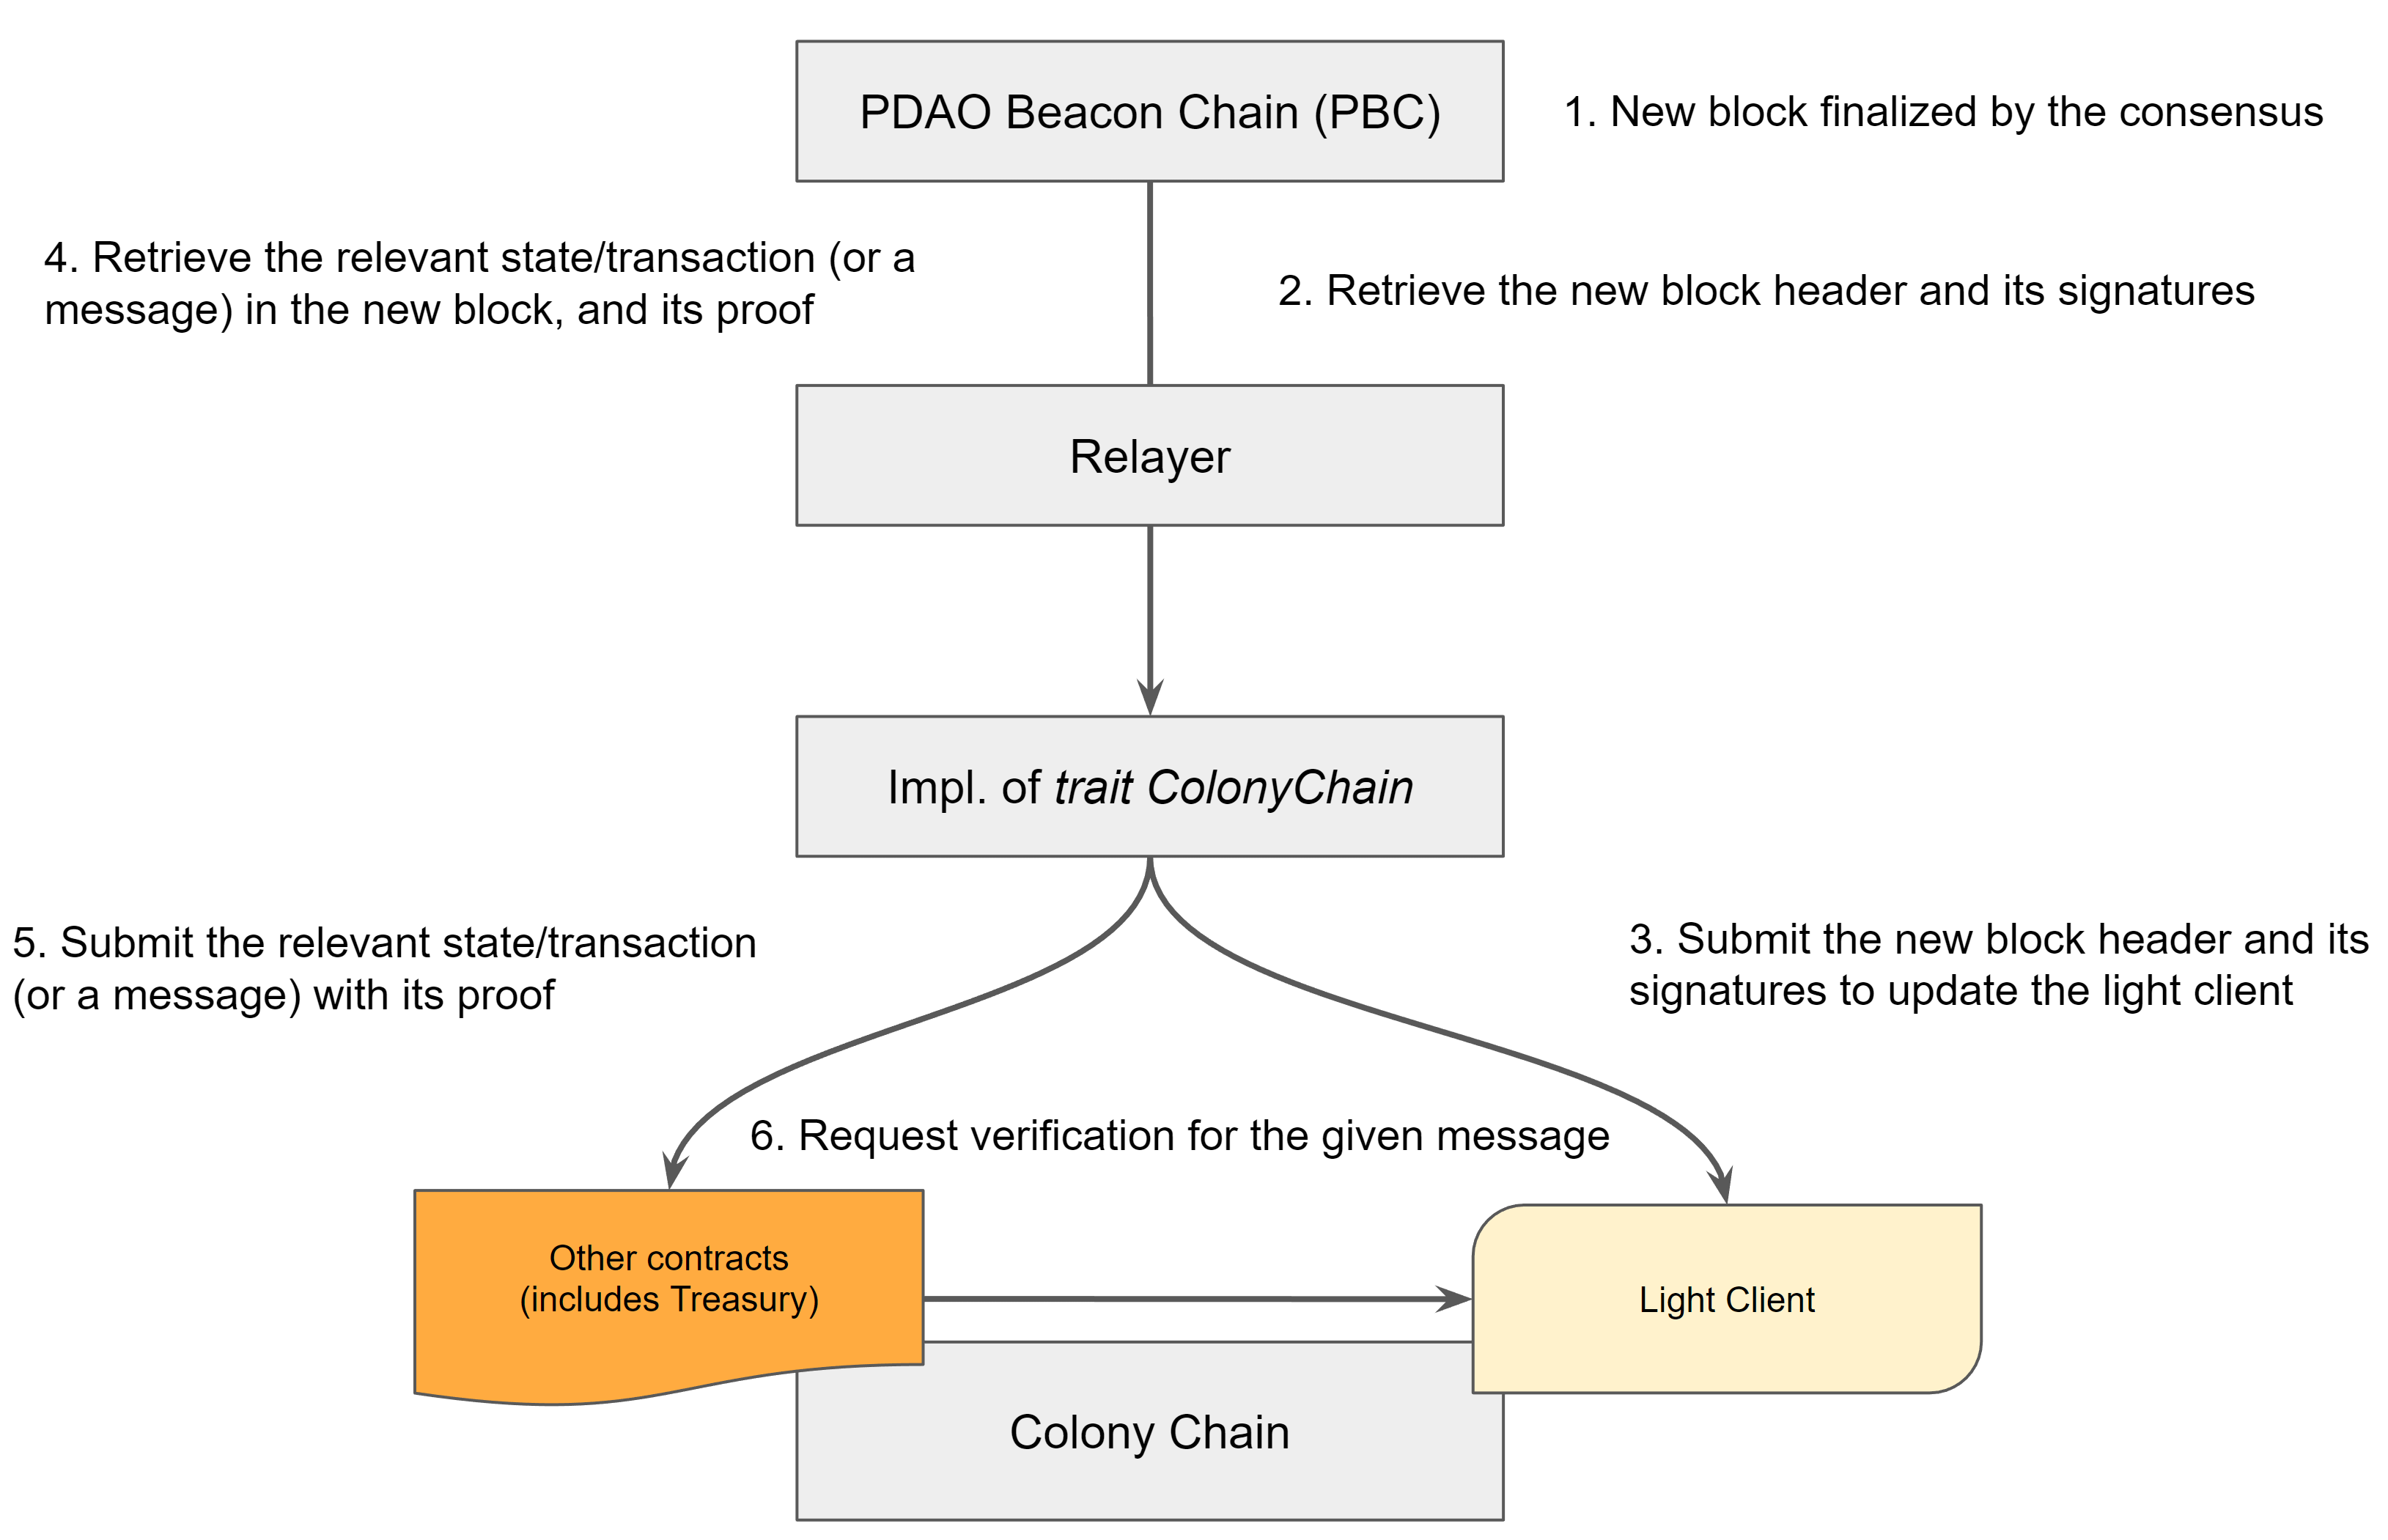 PDAO Beacon Chain (PBC)
1. New block finalized by the consensus
4. Retrieve the relevant state/transaction (or a
message) in the new block, and its proof
2. Retrieve the new block header and its signatures
Relayer
Impl. of trait ColonyChain
5. Submit the relevant state/transaction
(or a message) with its proof
3. Submit the new block header and its
signatures to update the light client
6. Request verification for the given message
Other contracts
(includes Treasury)
Light Client
Colony Chain